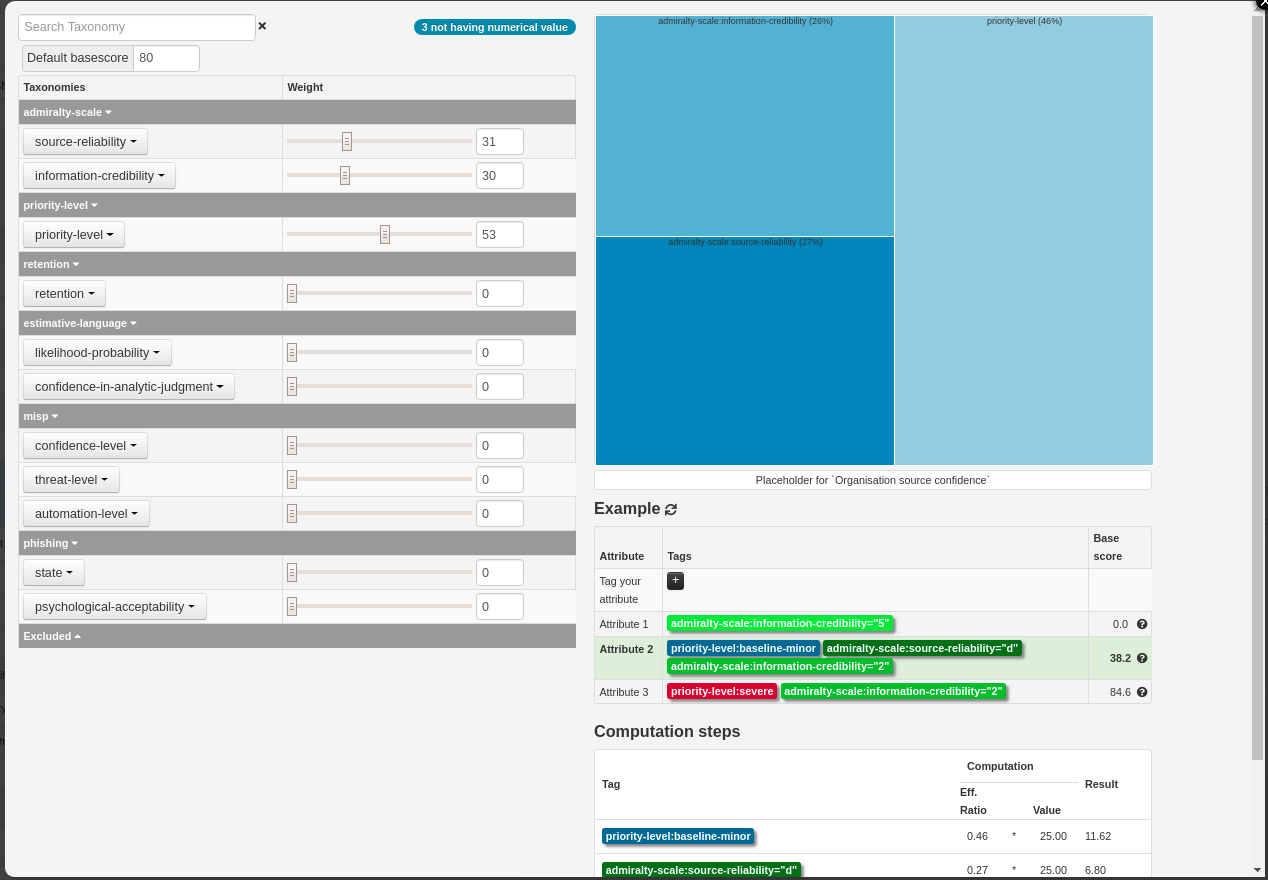 Search Taxonomy
3 not having numerical value
Default basescore 80
Taxonomies Weight
admiralty-scale
source-reliability 31
information-credibility 30
priority-level
priority-level 53
retention
retention 0
estimative-language
likelihood-probability 0
confidence-in-analytic-judgment 0
misp
confidence-level 0
threat-level 0
automation-level 0
phishing
state 0
psychological-acceptability 0
Excluded
admiralty-scale:information-credibility (26%)
priority-level (46%)
admiralty-scale:source-reliability (27%)
Placeholder for `Organisation source confidence`
Example
Base
Attribute Tags score
Tag your +
attribute
Attribute 1 admiralty-scale:information-credibility="5" 0.0
Attribute 2 priority-level:baseline-minor admiralty-scale:source-reliability="d"
admiralty-scale:information-credibility="2" 38.2
Attribute 3 priority-level:severe admiralty-scale:information-credibility="2" 84.6
Computation steps
Computation
Tag Result
Eff.
Ratio Value
priority-level:baseline-minor 0.46 * 25.00 11.62
admiralty-scale:source-reliability="d" 0.27 * 25.00 6.80